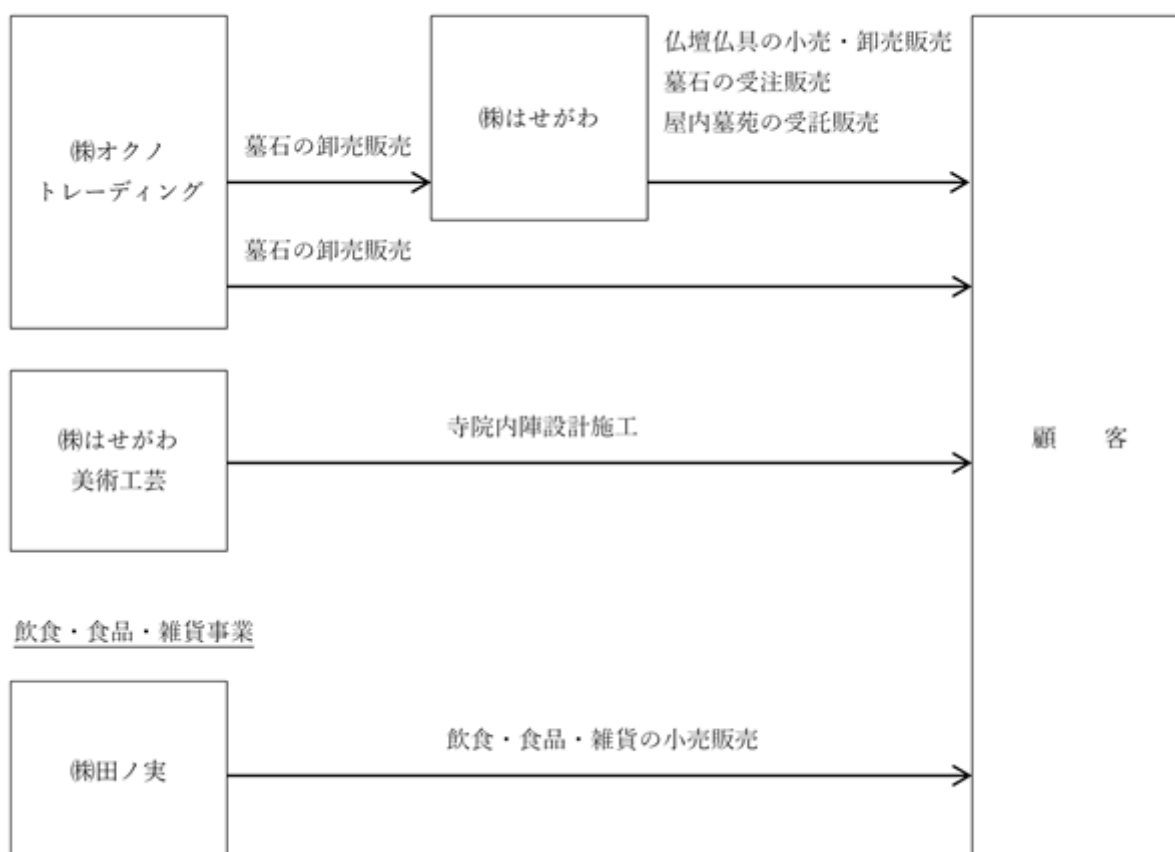 ㈱オクノ
トレーディング
墓石の卸売販売
㈱はせがわ
仏壇仏具の小売・卸売販売
墓石の受注販売
屋内墓苑の受託販売
墓石の卸売販売
㈱はせがわ
美術工芸
寺院内陣設計施工
顧　　客
飲食・食品・雑貨事業
㈱田ノ実
飲食・食品・雑貨の小売販売